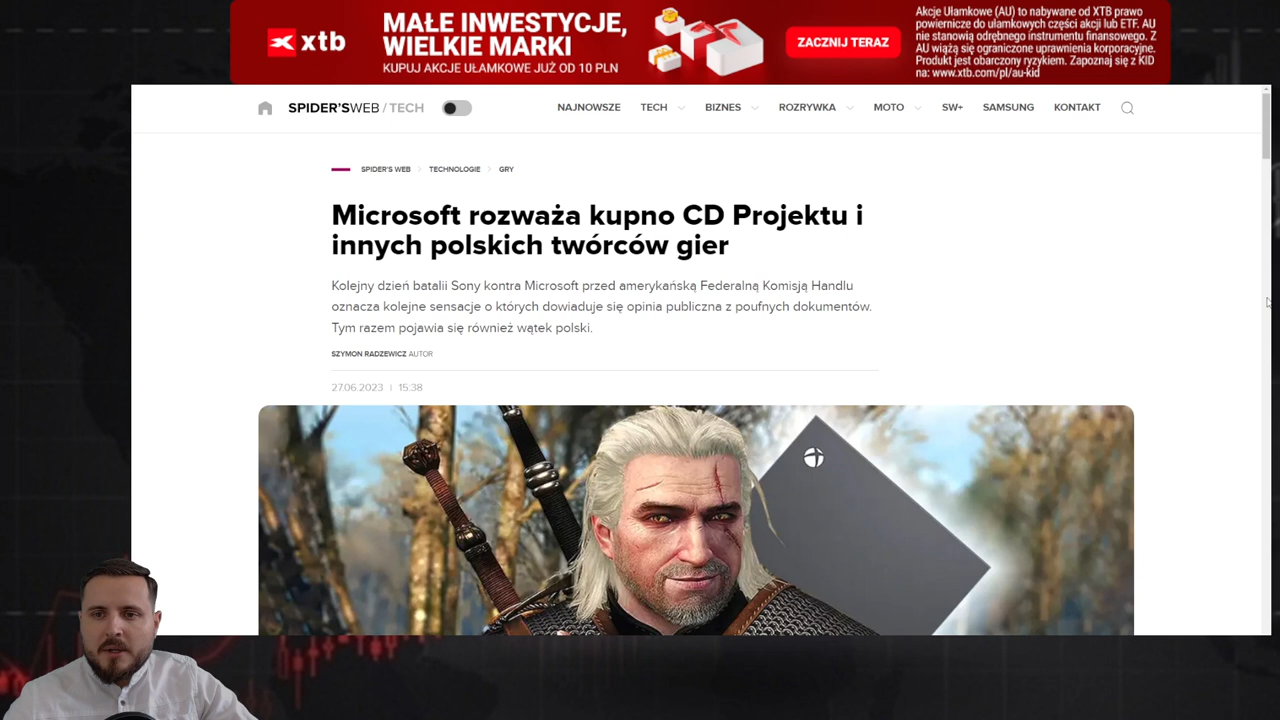 xtb
MAŁE INWESTYCJE,
WIELKIE MARKI
KUPUJ AKCJE UŁAMKOWE JUŻ OD 10 PLN
ZACZNIJ TERAZ
Akcje Ułamkowe (AU) to nabywane od XTB prawo
powiernicze do ułamkowych części akcji lub ETF. AU
nie stanowią odrębnego instrumentu finansowego. Z
AU wiążą się ograniczone uprawnienia korporacyjne.
Produkt jest obarczony ryzykiem. Zapoznaj się z KID
na: www.xtb.com/pl/au-kid
SPIDER'SWEB / TECH
NAJNOWSZE TECH BIZNES ROZRYWKA MOTO SW+ SAMSUNG KONTAKT
SPIDER'S WEB TECHNOLOGIE GRY
Microsoft rozważa kupno CD Projektu i
innych polskich twórców gier
Kolejny dzień batalii Sony kontra Microsoft przed amerykańską Federalną Komisją Handlu
oznacza kolejne sensacje o których dowiaduje się opinia publiczna z poufnych dokumentów.
Tym razem pojawia się również wątek polski.
SZYMON RADZEWICZ AUTOR
27.06.2023 | 15:38